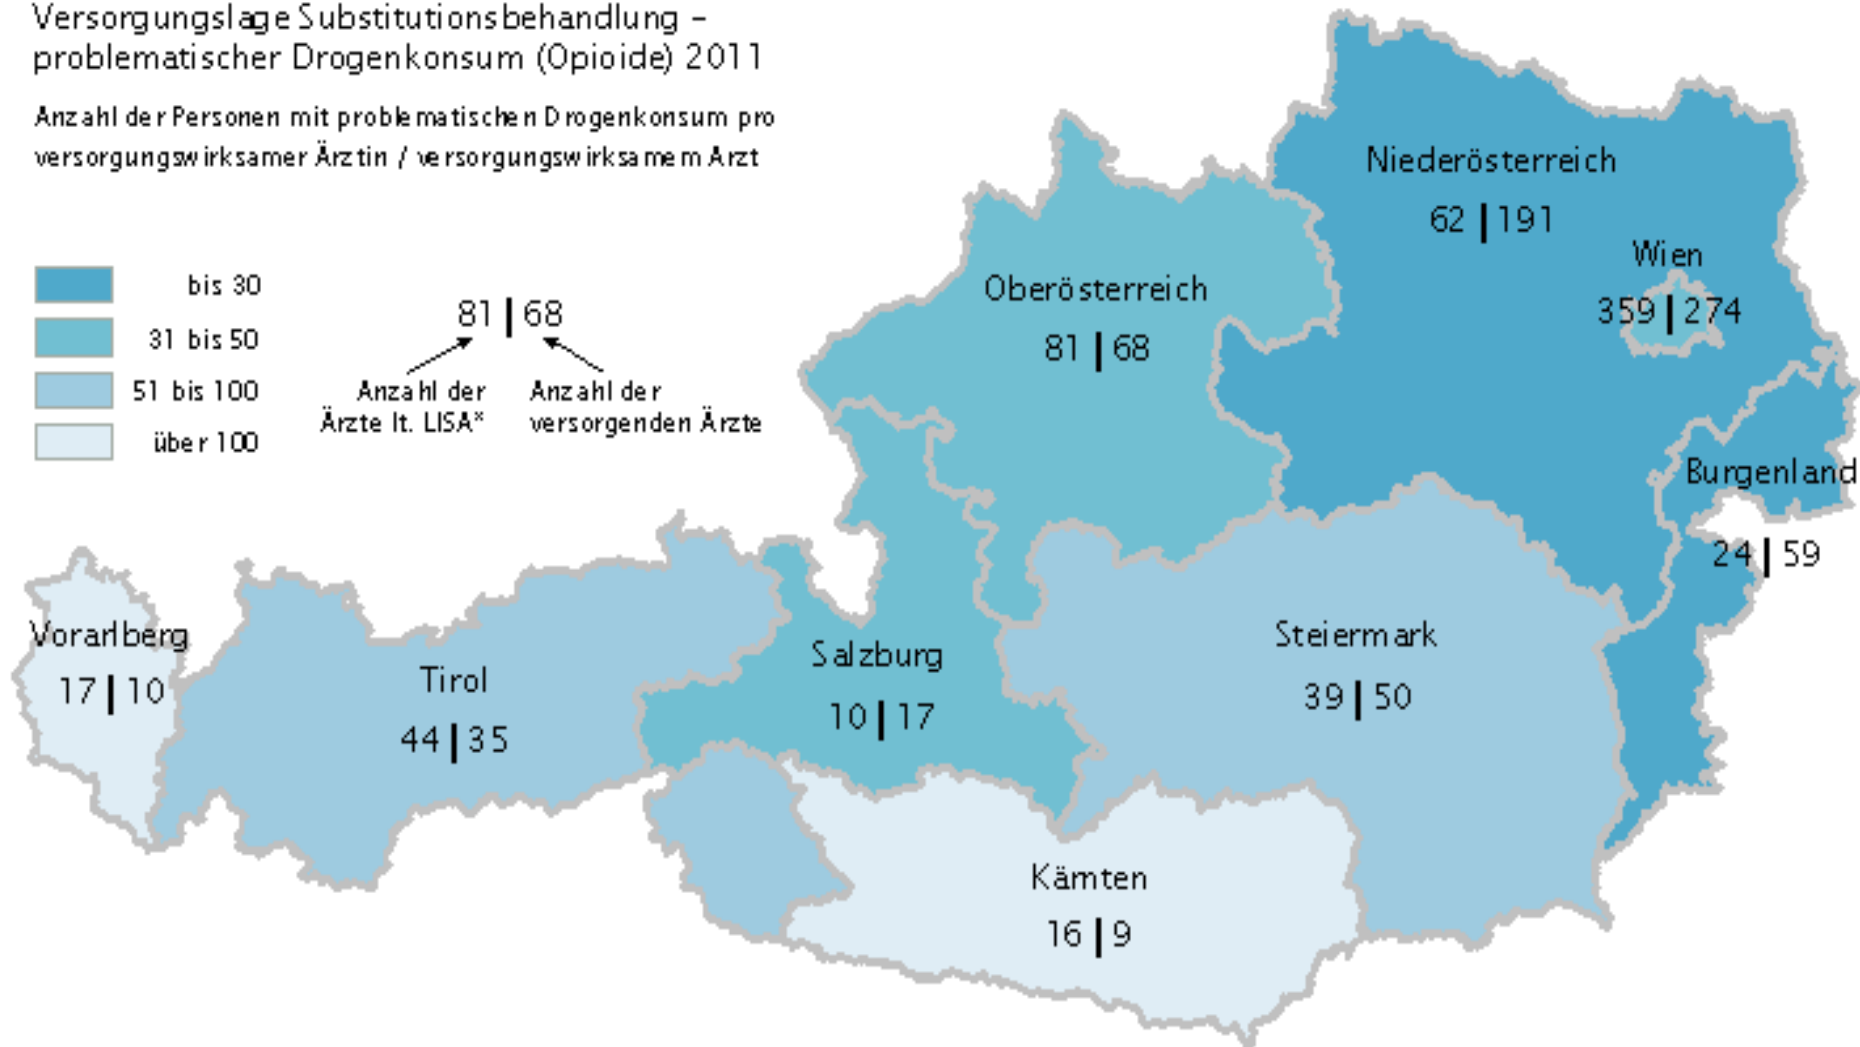 Versorgungslage Substitutionsbehandlung –
problematischer Drogenkonsum (Opioide) 2011
Anzahl der Personen mit problematischen Drogenkonsum pro
versorgungswirksamer Ärztin / versorgungswirksamem Arzt
bis 30
31 bis 50
51 bis 100
über 100
81 | 68
Anzahl der
Ärzte lt. LISA*
Anzahl der
versorgenden Ärzte
Niederösterreich
62 | 191
Wien
359 | 274
Oberösterreich
81 | 68
Burgenland
24 | 59
Vorarlberg
17 | 10
Tirol
44 | 35
Salzburg
10 | 17
Steiermark
39 | 50
Kärnten
16 | 9